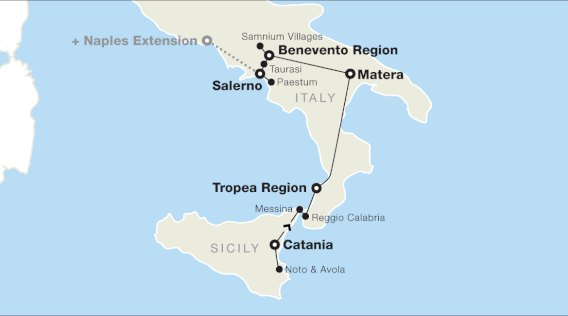 Samnium Villages
+ Naples Extension
Benevento Region
Taurasi
Matera
Salerno
Paestum
ITALY
Tropea Region
Messina
Reggio Calabria
SICILY
Catania
Noto & Avola